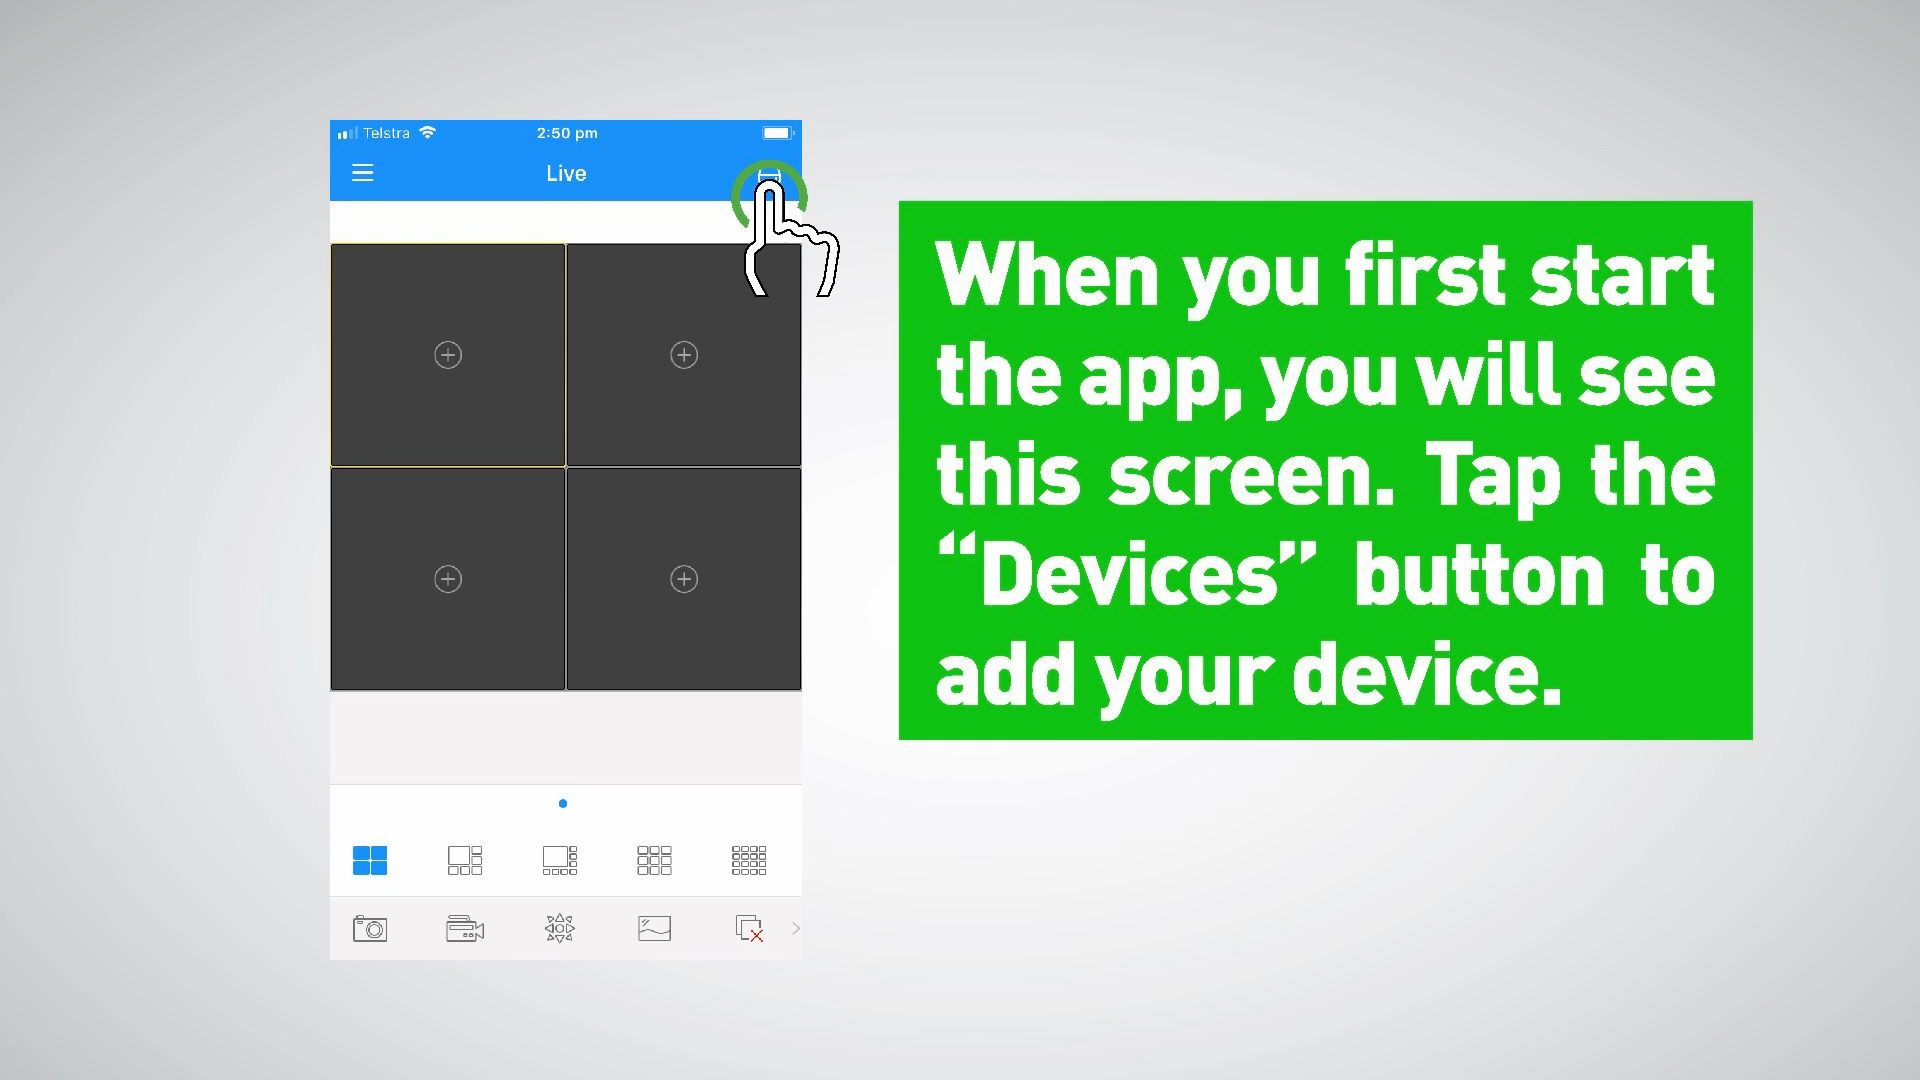 Telstra 2:50 pm
Live
When you first start
the app, you will see
this screen. Tap the
“Devices” button to
add your device.